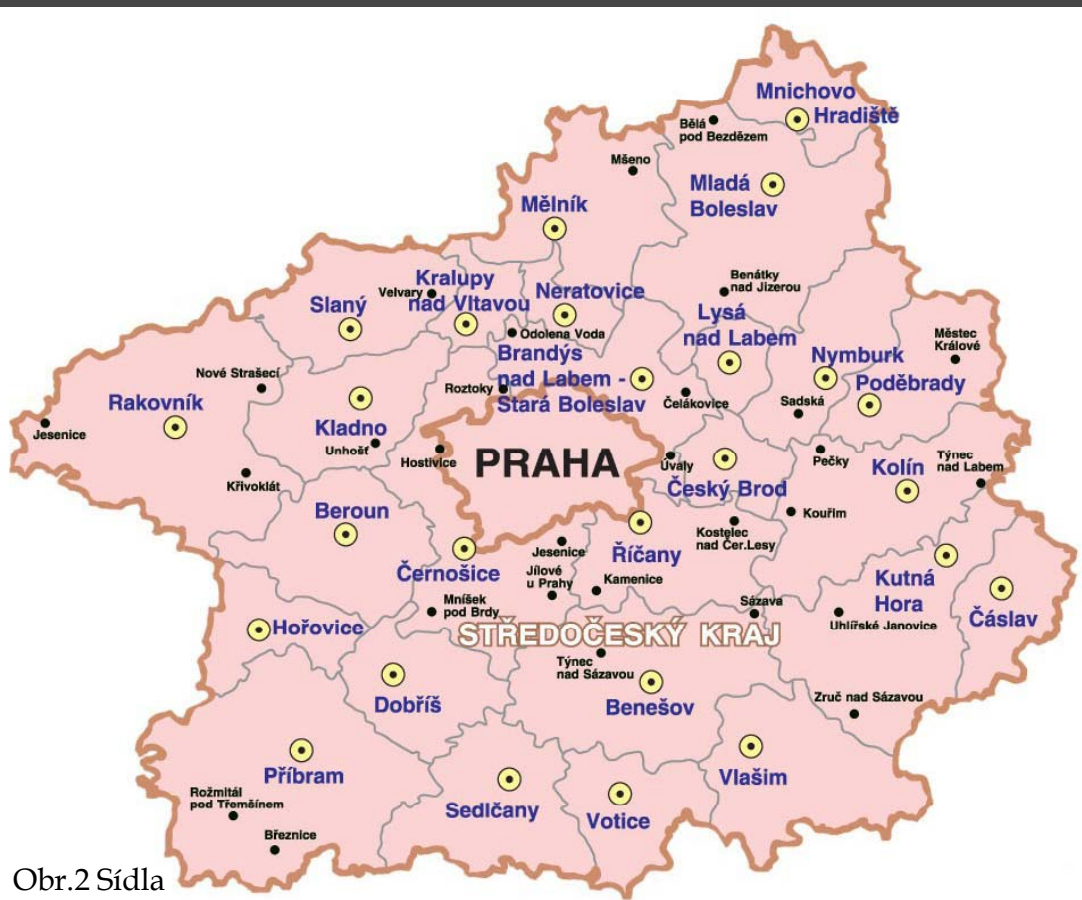 Mnichovo
Hradiště
Bělá
pod Bezdězem
Mšeno
Mladá
Boleslav
Mělník
Benátky
nad Jizerou
Kralupy
nad Vltavou
Velvary
Neratovice
Slaný
Lysá
nad Labem
Odolena Voda
Městec
Králové
Brandýs
nad Labem -
Stará Boleslav
Nymburk
Poděbrady
Nové Strašecí
Roztoky
Čelákovice
Sadská
Rakovník
Jesenice
Kladno
Unhošť
Hostivice
PRAHA
Úvaly
Český Brod
Pečky
Kolín
Týnec
nad Labem
Křivoklát
Beroun
Kouřim
Kostelec
nad Čer.Lesy
Říčany
Černošice
Jesenice
Jílové
u Prahy
Kamenice
Kutná
Hora
Čáslav
Mníšek
pod Brdy
Sázava
Uhlířské Janovice
Hořovice
STŘEDOČESKÝ KRAJ
Týnec
nad Sázavou
Dobříš
Benešov
Zruč nad Sázavou
Příbram
Vlašim
Rožmitál
pod Třemšínem
Sedlčany
Votice
Březnice
Obr.2 Sídla